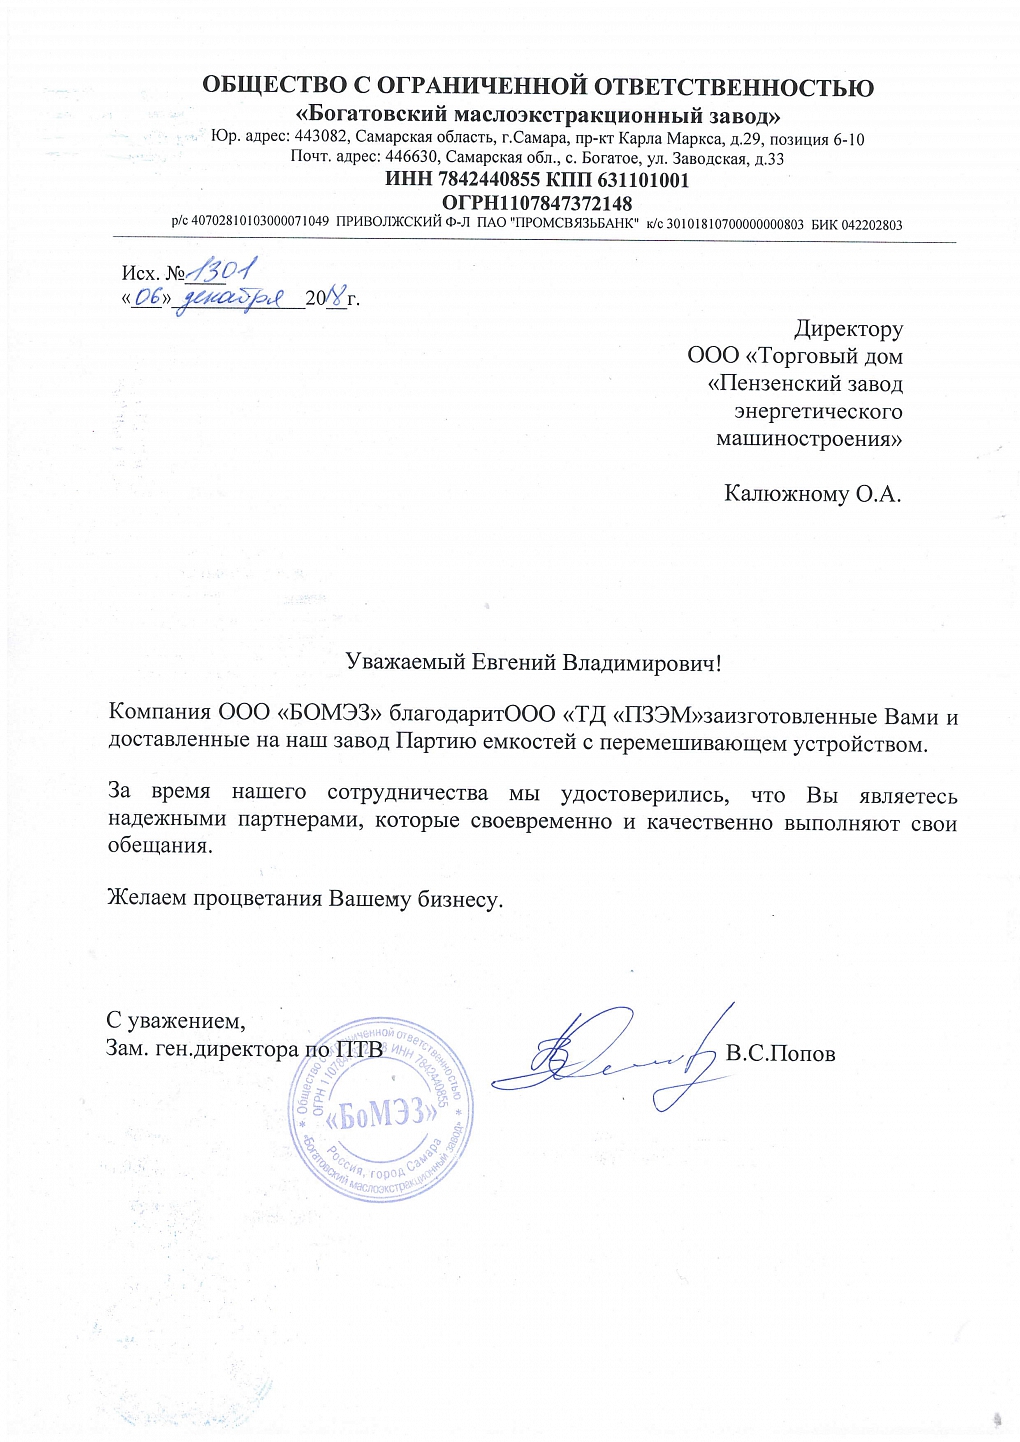 ОБЩЕСТВО С ОГРАНИЧЕННОЙ ОТВЕТСТВЕННОСТЬЮ
«Богатовский маслоэкстракционный завод»
Юр. адрес: 443082, Самарская область, г.Самара, пр-кт Карла Маркса, д.29, позиция 6-10
Почт. адрес: 446630, Самарская обл., с. Богатое, ул. Заводская, д.33
ИНН 7842440855 КПП 631101001
ОГРН1107847372148
р/с 40702810103000071049 ПРИВОЛЖСКИЙ Ф-Л ПАО "ПРОМСВЯЗЬБАНК" к/с 30101810700000000803 БИК 042202803
Исх. №1301
«06» декабря 2018г.
Директору
ООО «Торговый дом
«Пензенский завод
энергетического
машиностроения»
Калюжному О.А.
Уважаемый Евгений Владимирович!
Компания ООО «БОМЭЗ» благодаритООО «ТД «ПЗЭМ»заизготовленные Вами и
доставленные на наш завод Партию емкостей с перемешивающем устройством.
За время нашего сотрудничества мы удостоверились, что Вы являетесь
надежными партнерами, которые своевременно и качественно выполняют свои
обещания.
Желаем процветания Вашему бизнесу.
С уважением,
Зам. ген.директора по ПТВ
В.С.Попов
Общество с ограниченной ответственностью
ИНН 7842440855
«БоМЭЗ»
Россия, город Самара
«Богатовский маслоэкстракционный завод»